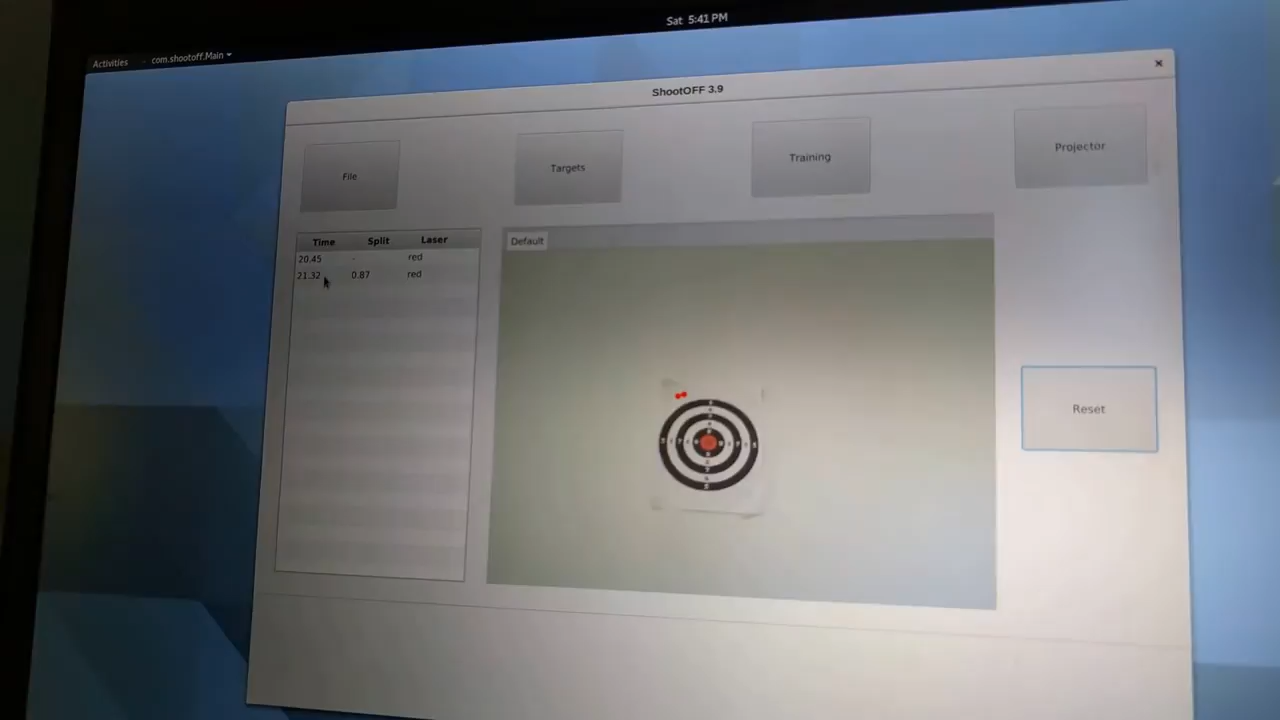 Sat 5:41 PM
Activities
com.shootoff.Main
ShootOFF 3.9
File
Targets
Training
Projector
Time Split Laser
20.45 - red
21.32 0.87 red
Default
Reset